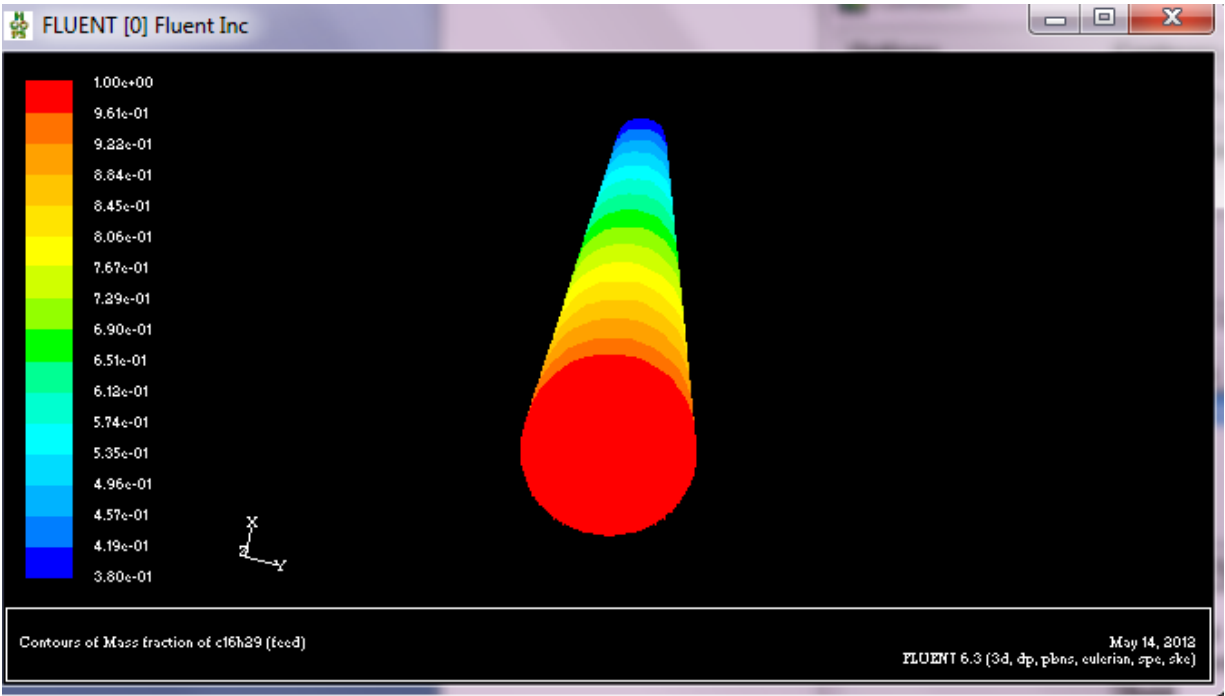 FLUENT [0] Fluent Inc
1.00e+00
9.61e-01
9.22e-01
8.84e-01
8.45e-01
8.06e-01
7.67e-01
7.29e-01
6.90e-01
6.51e-01
6.12e-01
5.74e-01
5.35e-01
4.96e-01
4.57e-01
4.19e-01
3.80e-01
X
Z
Y
Contours of Mass fraction of c16h29 (feed)
May 14, 2012
FLUENT 6.3 (3d, dp, pbns, eulerian, spe, ske)